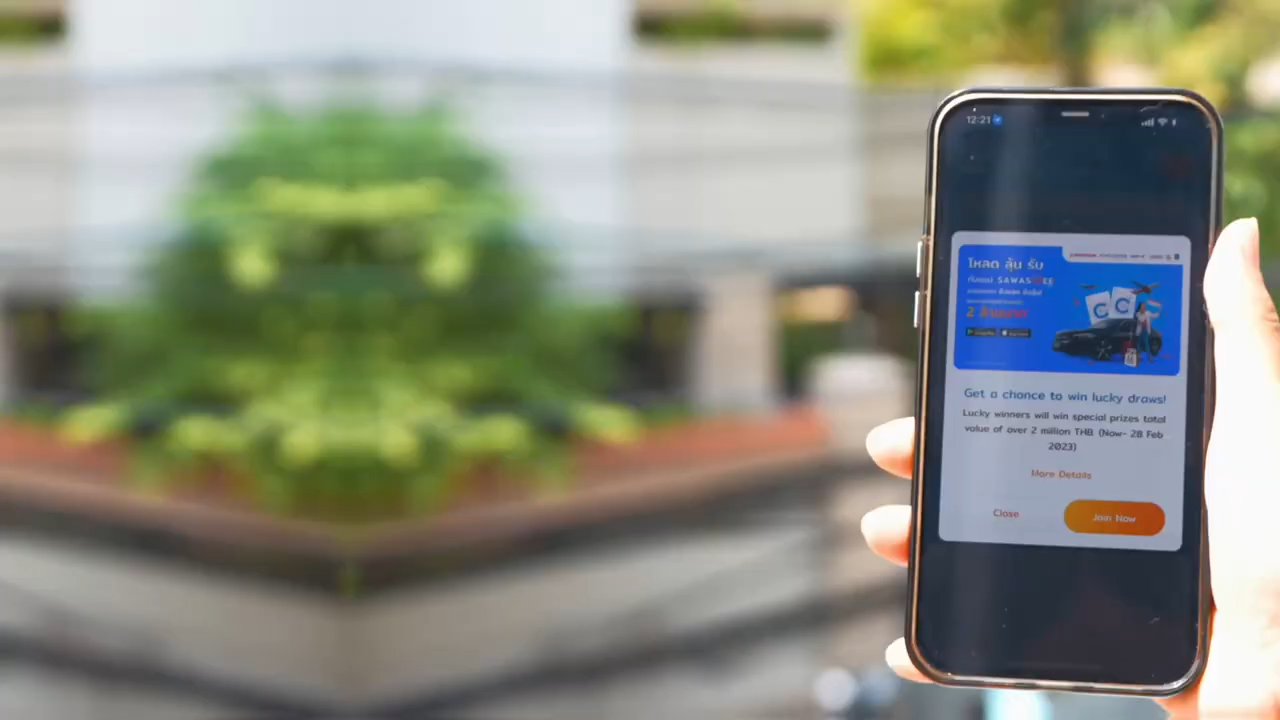 12:21
โหลด ลุ้น รับ
SAWAS
EE
2 ล้านบาท
C C
Get a chance to win lucky draws!
Lucky winners will win special prizes total
value of over 2 million THB (Now- 28 Feb
2023)
More Details
Close
Join Now